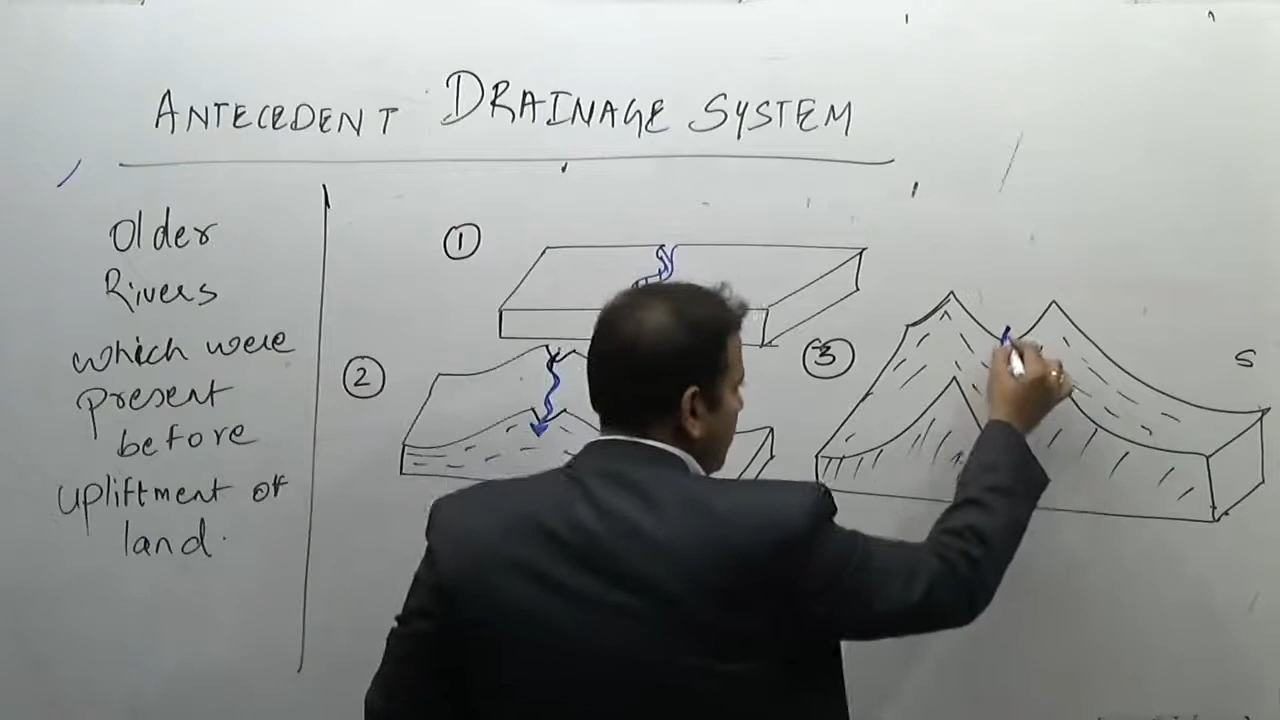 ANTECEDENT DRAINAGE SYSTEM
Older
Rivers
which were
present
before
upliftment of
land.
1
2
3
S